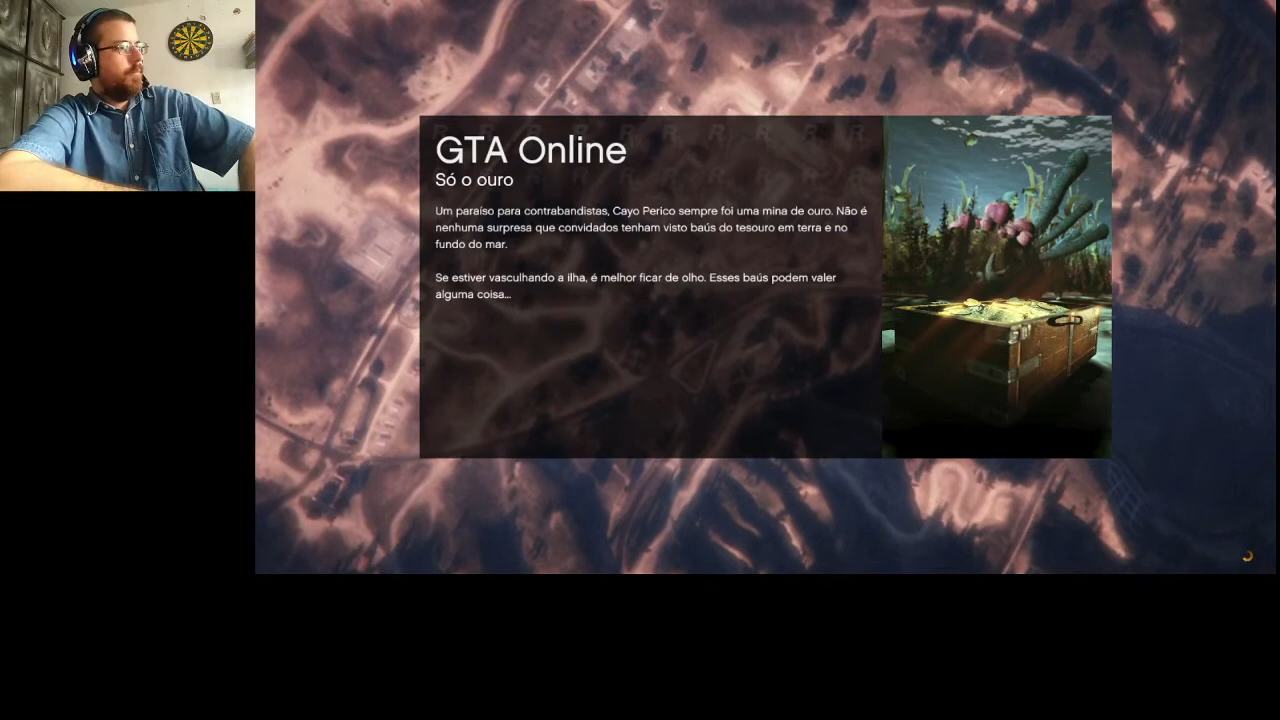 GTA Online
Só o ouro
Um paraíso para contrabandistas, Cayo Perico sempre foi uma mina de ouro. Não é
nenhuma surpresa que convidados tenham visto baús do tesouro em terra e no
fundo do mar.
Se estiver vasculhando a ilha, é melhor ficar de olho. Esses baús podem valer
alguma coisa...